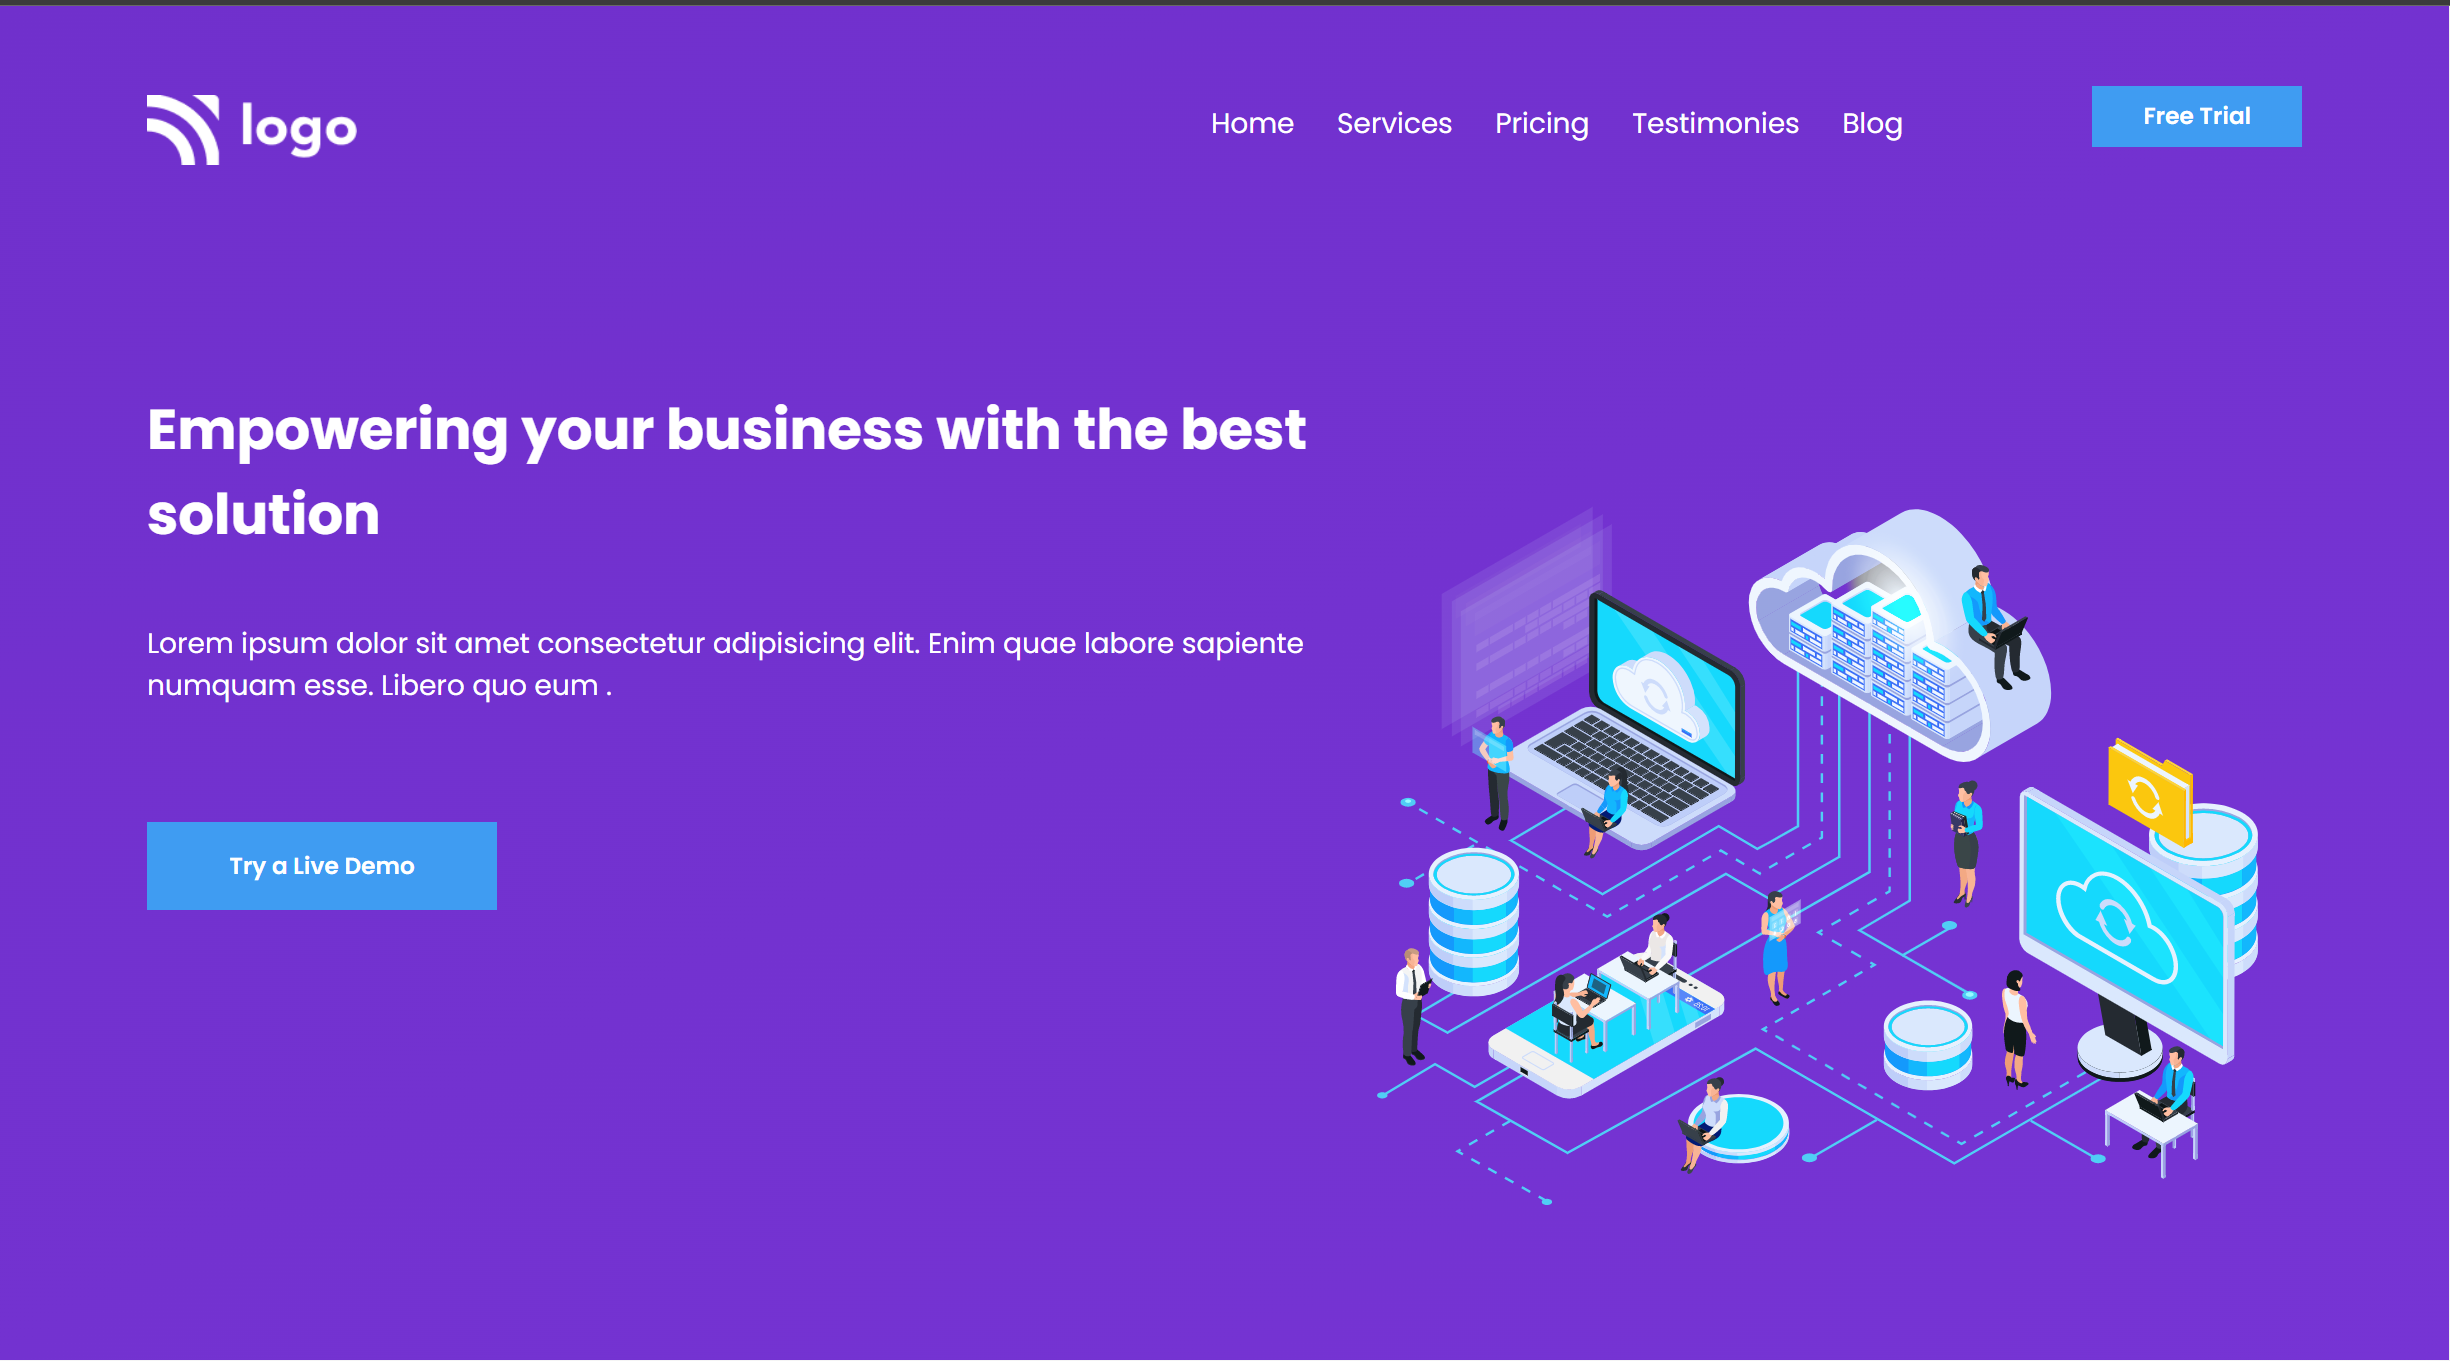 logo
Home Services Pricing Testimonies Blog
Free Trial
Empowering your business with the best
solution
Lorem ipsum dolor sit amet consectetur adipisicing elit. Enim quae labore sapiente
numquam esse. Libero quo eum .
Try a Live Demo